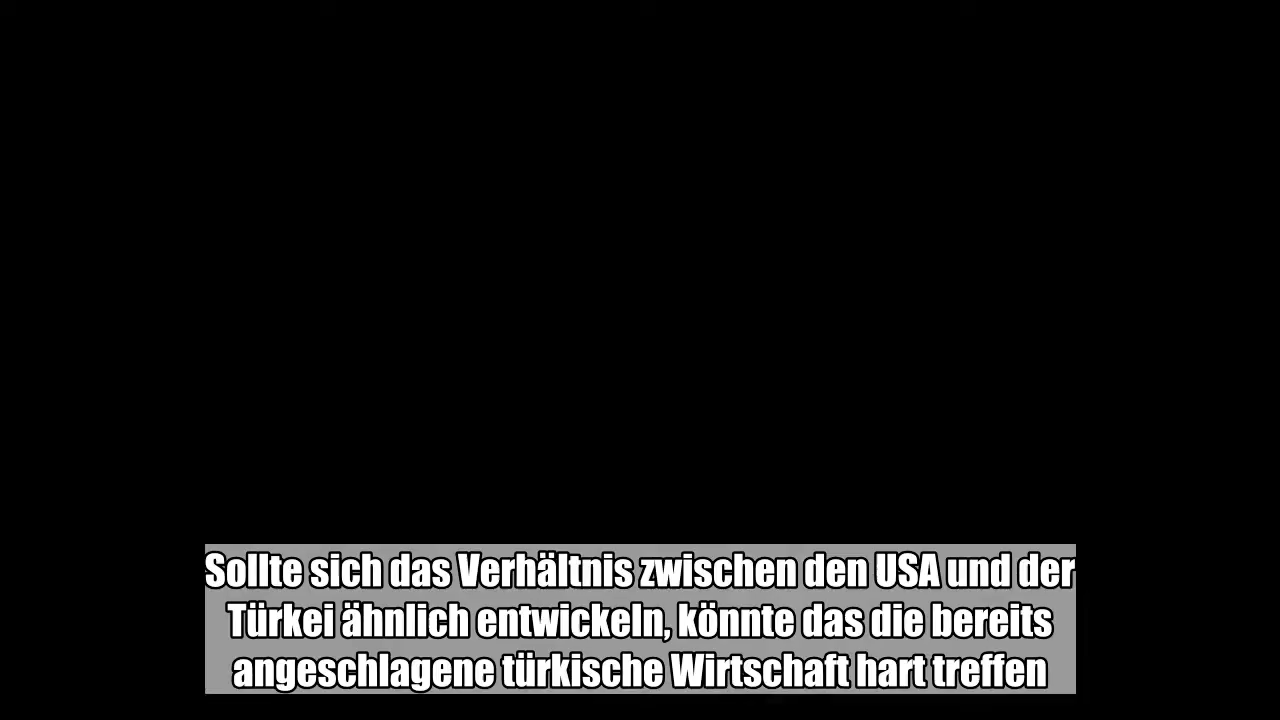 Sollte sich das Verhältnis zwischen den USA und der
Türkei ähnlich entwickeln, könnte das die bereits
angeschlagene türkische Wirtschaft hart treffen